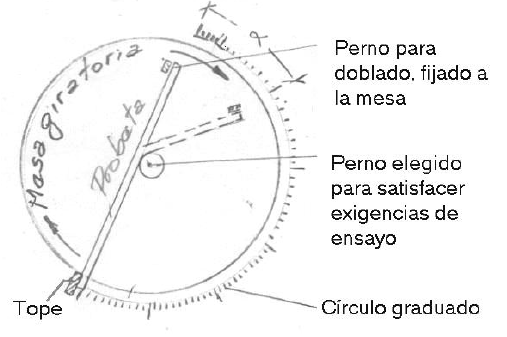 α
Mesa giratoria
Probeta
Perno para
doblado, fijado a
la mesa
Perno elegido
para satisfacer
exigencias de
ensayo
Tope
Círculo graduado